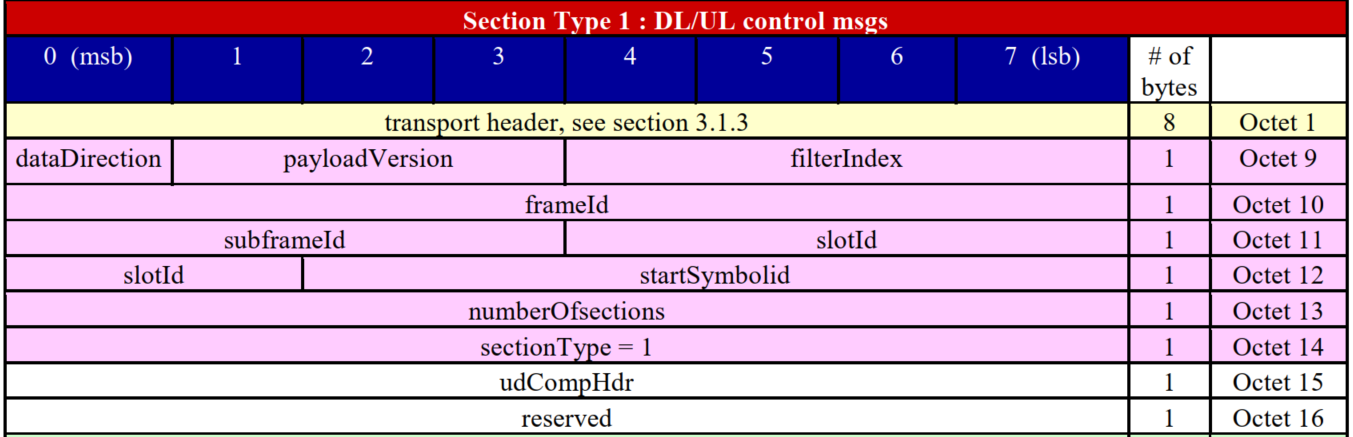 Section Type 1 : DL/UL control msgs
0 (msb) 1 2 3 4 5 6 7 (lsb) # of bytes
transport header, see section 3.1.3 8 Octet 1
dataDirection payloadVersion filterIndex 1 Octet 9
frameId 1 Octet 10
subframeId slotId 1 Octet 11
slotId startSymbolid 1 Octet 12
numberOfsections 1 Octet 13
sectionType = 1 1 Octet 14
udCompHdr 1 Octet 15
reserved 1 Octet 16